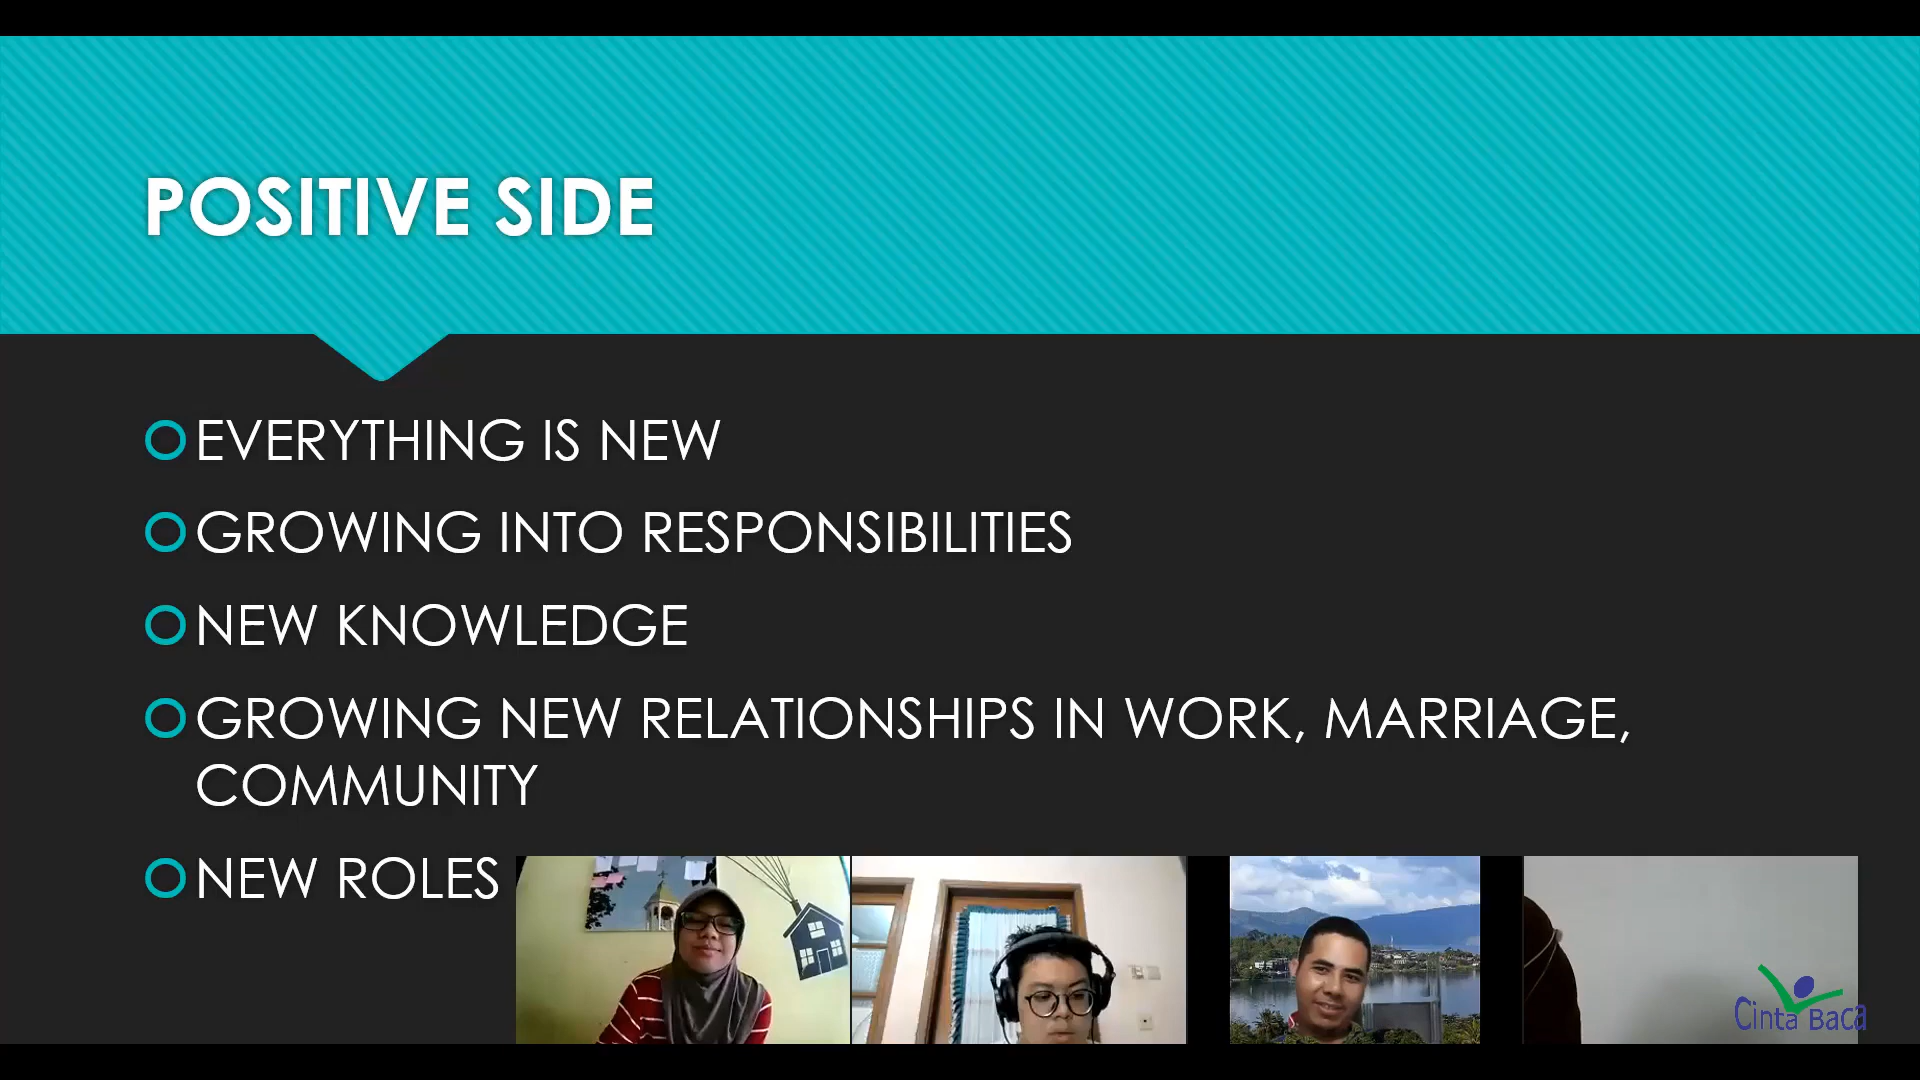 POSITIVE SIDE
EVERYTHING IS NEW
GROWING INTO RESPONSIBILITIES
NEW KNOWLEDGE
GROWING NEW RELATIONSHIPS IN WORK, MARRIAGE,
COMMUNITY
NEW ROLES
Cinta Baca